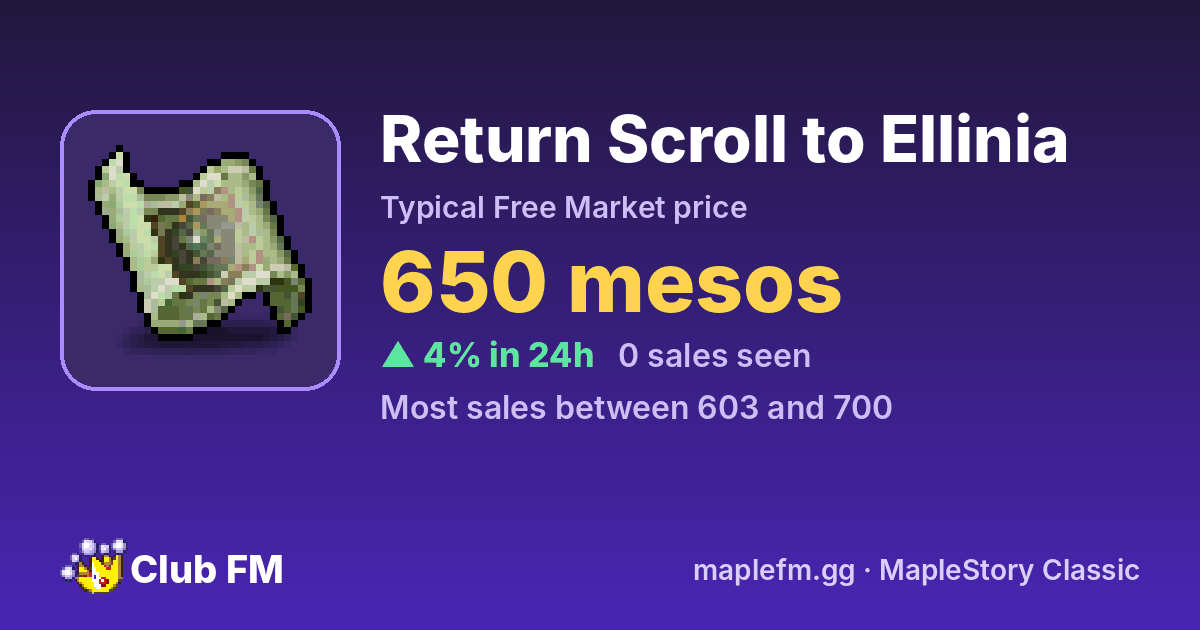 Return Scroll to Ellinia
Typical Free Market price
650 mesos
▲ 4% in 24h 0 sales seen
Most sales between 603 and 700
Club FM
maplefm.gg · MapleStory Classic